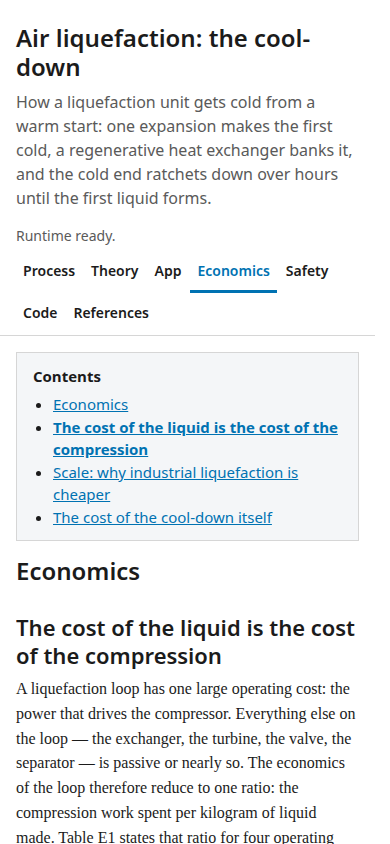 Air liquefaction: the cool-
down
How a liquefaction unit gets cold from a
warm start: one expansion makes the first
cold, a regenerative heat exchanger banks it,
and the cold end ratchets down over hours
until the first liquid forms.
Runtime ready.
Process Theory App Economics Safety
Code References
Contents
Economics
The cost of the liquid is the cost of the
compression
Scale: why industrial liquefaction is
cheaper
The cost of the cool-down itself
Economics
The cost of the liquid is the cost
of the compression
A liquefaction loop has one large operating cost: the
power that drives the compressor. Everything else on
the loop — the exchanger, the turbine, the valve, the
separator — is passive or nearly so. The economics
of the loop therefore reduce to one ratio: the
compression work spent per kilogram of liquid
made. Table E1 states that ratio for four operating